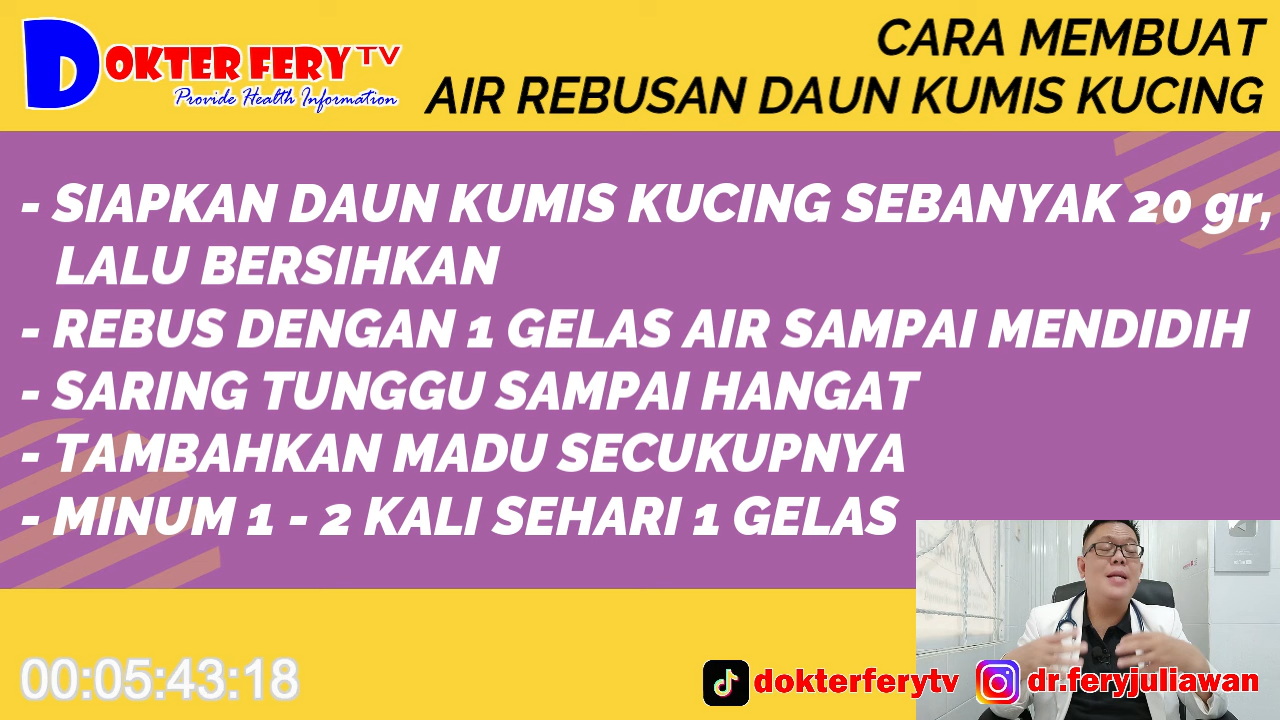 DOKTER FERY TV
Provide Health Information
CARA MEMBUAT
AIR REBUSAN DAUN KUMIS KUCING
- SIAPKAN DAUN KUMIS KUCING SEBANYAK 20 gr,
LALU BERSIHKAN
- REBUS DENGAN 1 GELAS AIR SAMPAI MENDIDIH
- SARING TUNGGU SAMPAI HANGAT
- TAMBAHKAN MADU SECUKUPNYA
- MINUM 1 - 2 KALI SEHARI 1 GELAS
00:05:43:18
dokterferytv
dr.feryjuliawan